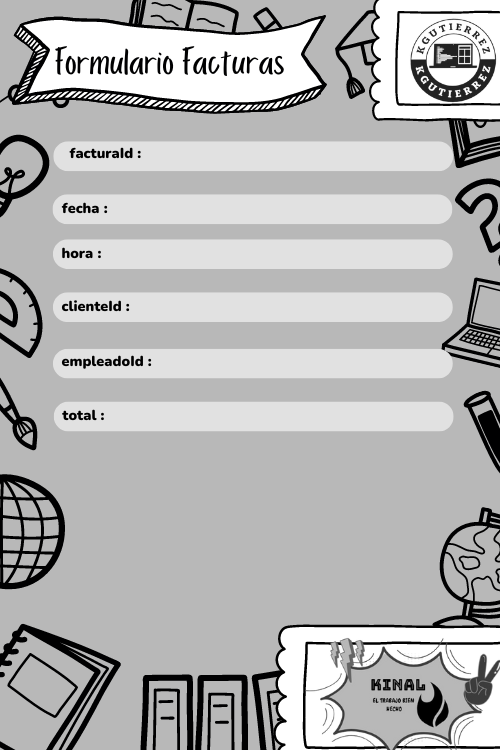 Formulario Facturas
KGUTIERREZ
KGUTIERREZ
facturaId :
fecha :
hora :
clienteId :
empleadoId :
total :
KINAL
EL TRABAJO BIEN
HECHO